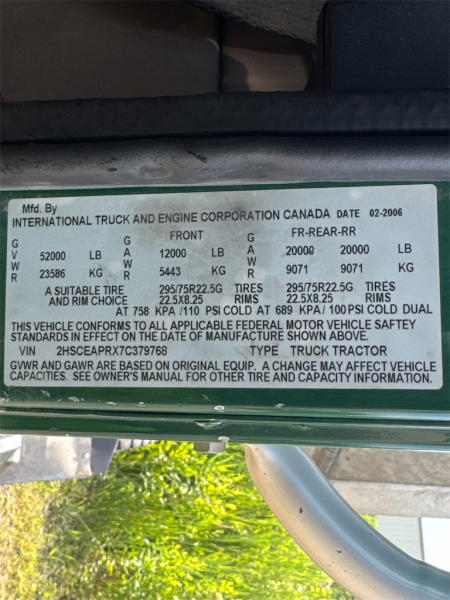 Mfd. By
INTERNATIONAL TRUCK AND ENGINE CORPORATION CANADA DATE 02-2006
GVWR 52000 LB GAWR FRONT 12000 LB GAWR FR-REAR-RR 20000 20000 LB
23586 KG 5443 KG 9071 9071 KG
A SUITABLE TIRE 295/75R22.5G TIRES 295/75R22.5G TIRES
AND RIM CHOICE 22.5X8.25 RIMS 22.5X8.25 RIMS
AT 758 KPA /110 PSI COLD AT 689 KPA/ 100 PSI COLD DUAL
THIS VEHICLE CONFORMS TO ALL APPLICABLE FEDERAL MOTOR VEHICLE SAFTEY
STANDARDS IN EFFECT ON THE DATE OF MANUFACTURE SHOWN ABOVE.
VIN 2HSCEAPRX7C379768 TYPE TRUCK TRACTOR
GVWR AND GAWR ARE BASED ON ORIGINAL EQUIP. A CHANGE MAY AFFECT VEHICLE
CAPACITIES. SEE OWNER'S MANUAL FOR OTHER TIRE AND CAPACITY INFORMATION.